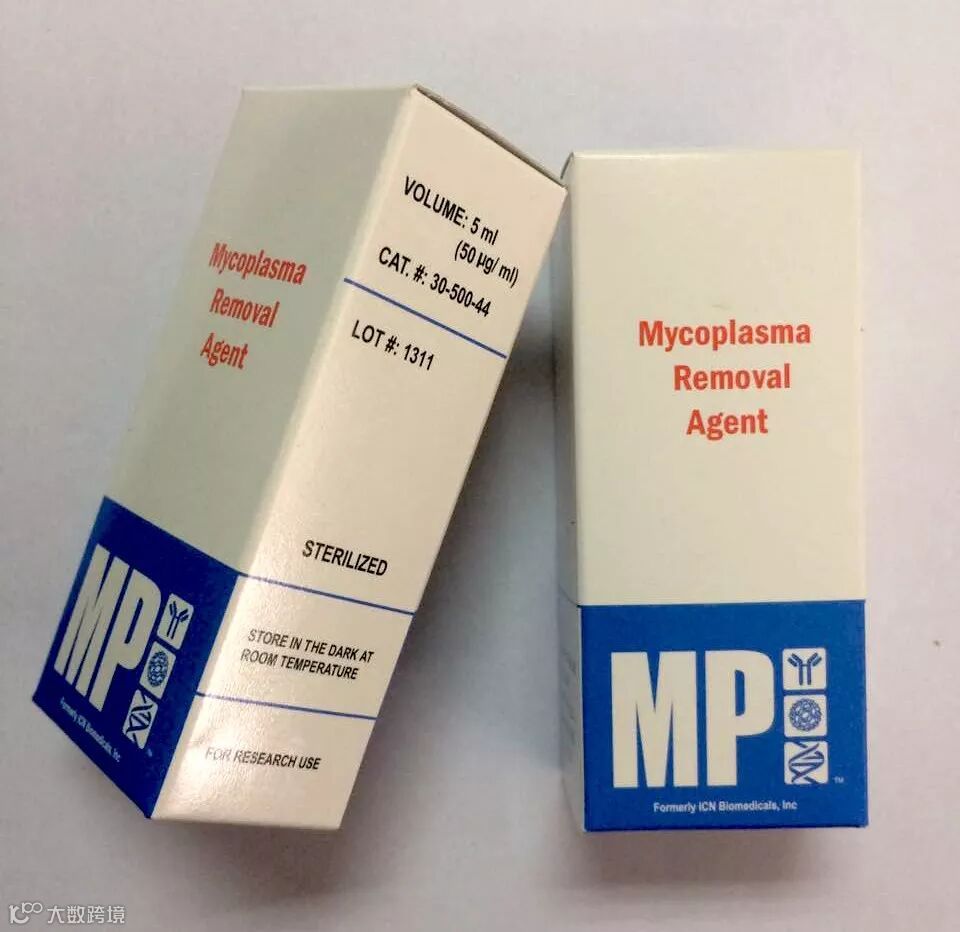 Mycoplasma
Removal
Agent
VOLUME: 5 ml
(50 µg/ ml)
CAT. #: 30-500-44
LOT #: 1311
STERILIZED
STORE IN THE DARK AT
ROOM TEMPERATURE
FOR RESEARCH USE
MP
Formerly ICN Biomedicals, Inc
TM
Mycoplasma
Removal
Agent
MP
TM
Formerly ICN Biomedicals, Inc
大数跨境